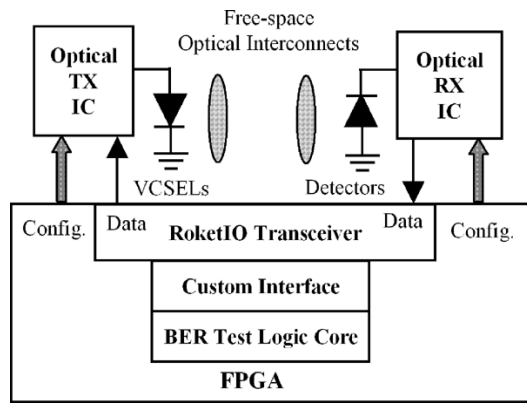 Free-space
Optical Interconnects
Optical
TX
IC
Optical
RX
IC
VCSELs
Detectors
Config.
Data
Data
Config.
RoketIO Transceiver
Custom Interface
BER Test Logic Core
FPGA